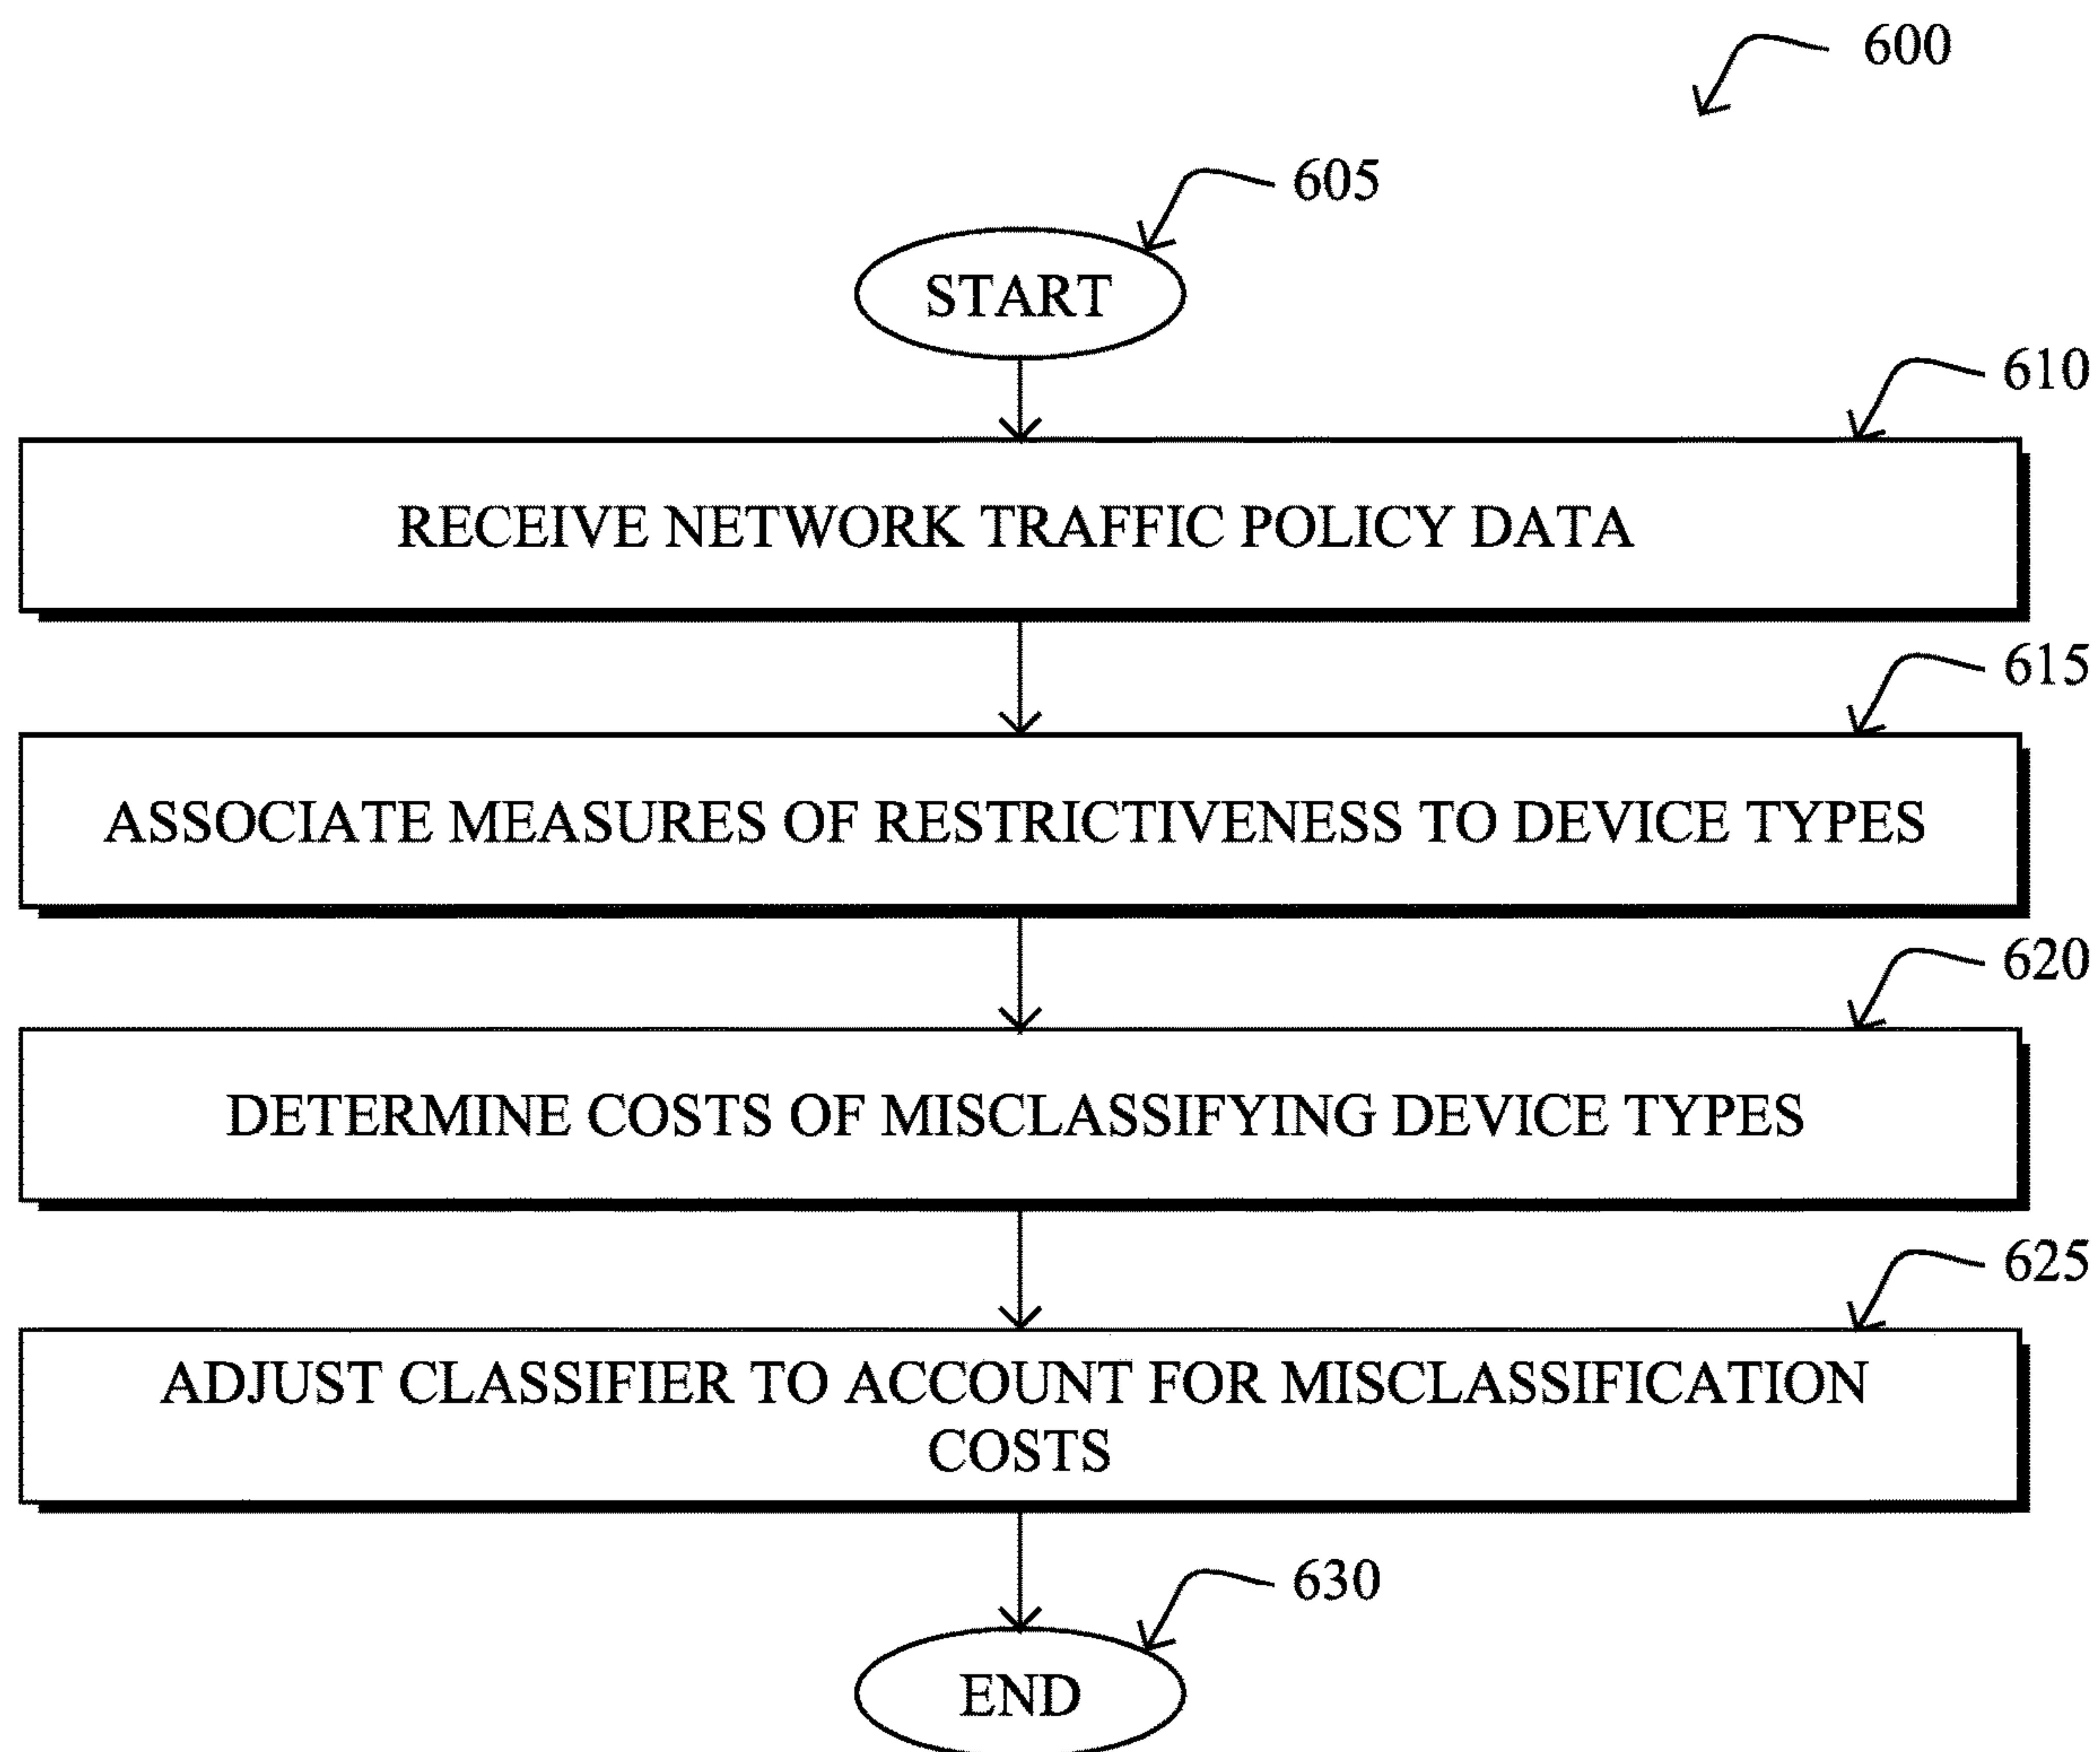 600
605
START
610
RECEIVE NETWORK TRAFFIC POLICY DATA
615
ASSOCIATE MEASURES OF RESTRICTIVENESS TO DEVICE TYPES
620
DETERMINE COSTS OF MISCLASSIFYING DEVICE TYPES
625
ADJUST CLASSIFIER TO ACCOUNT FOR MISCLASSIFICATION
COSTS
630
END